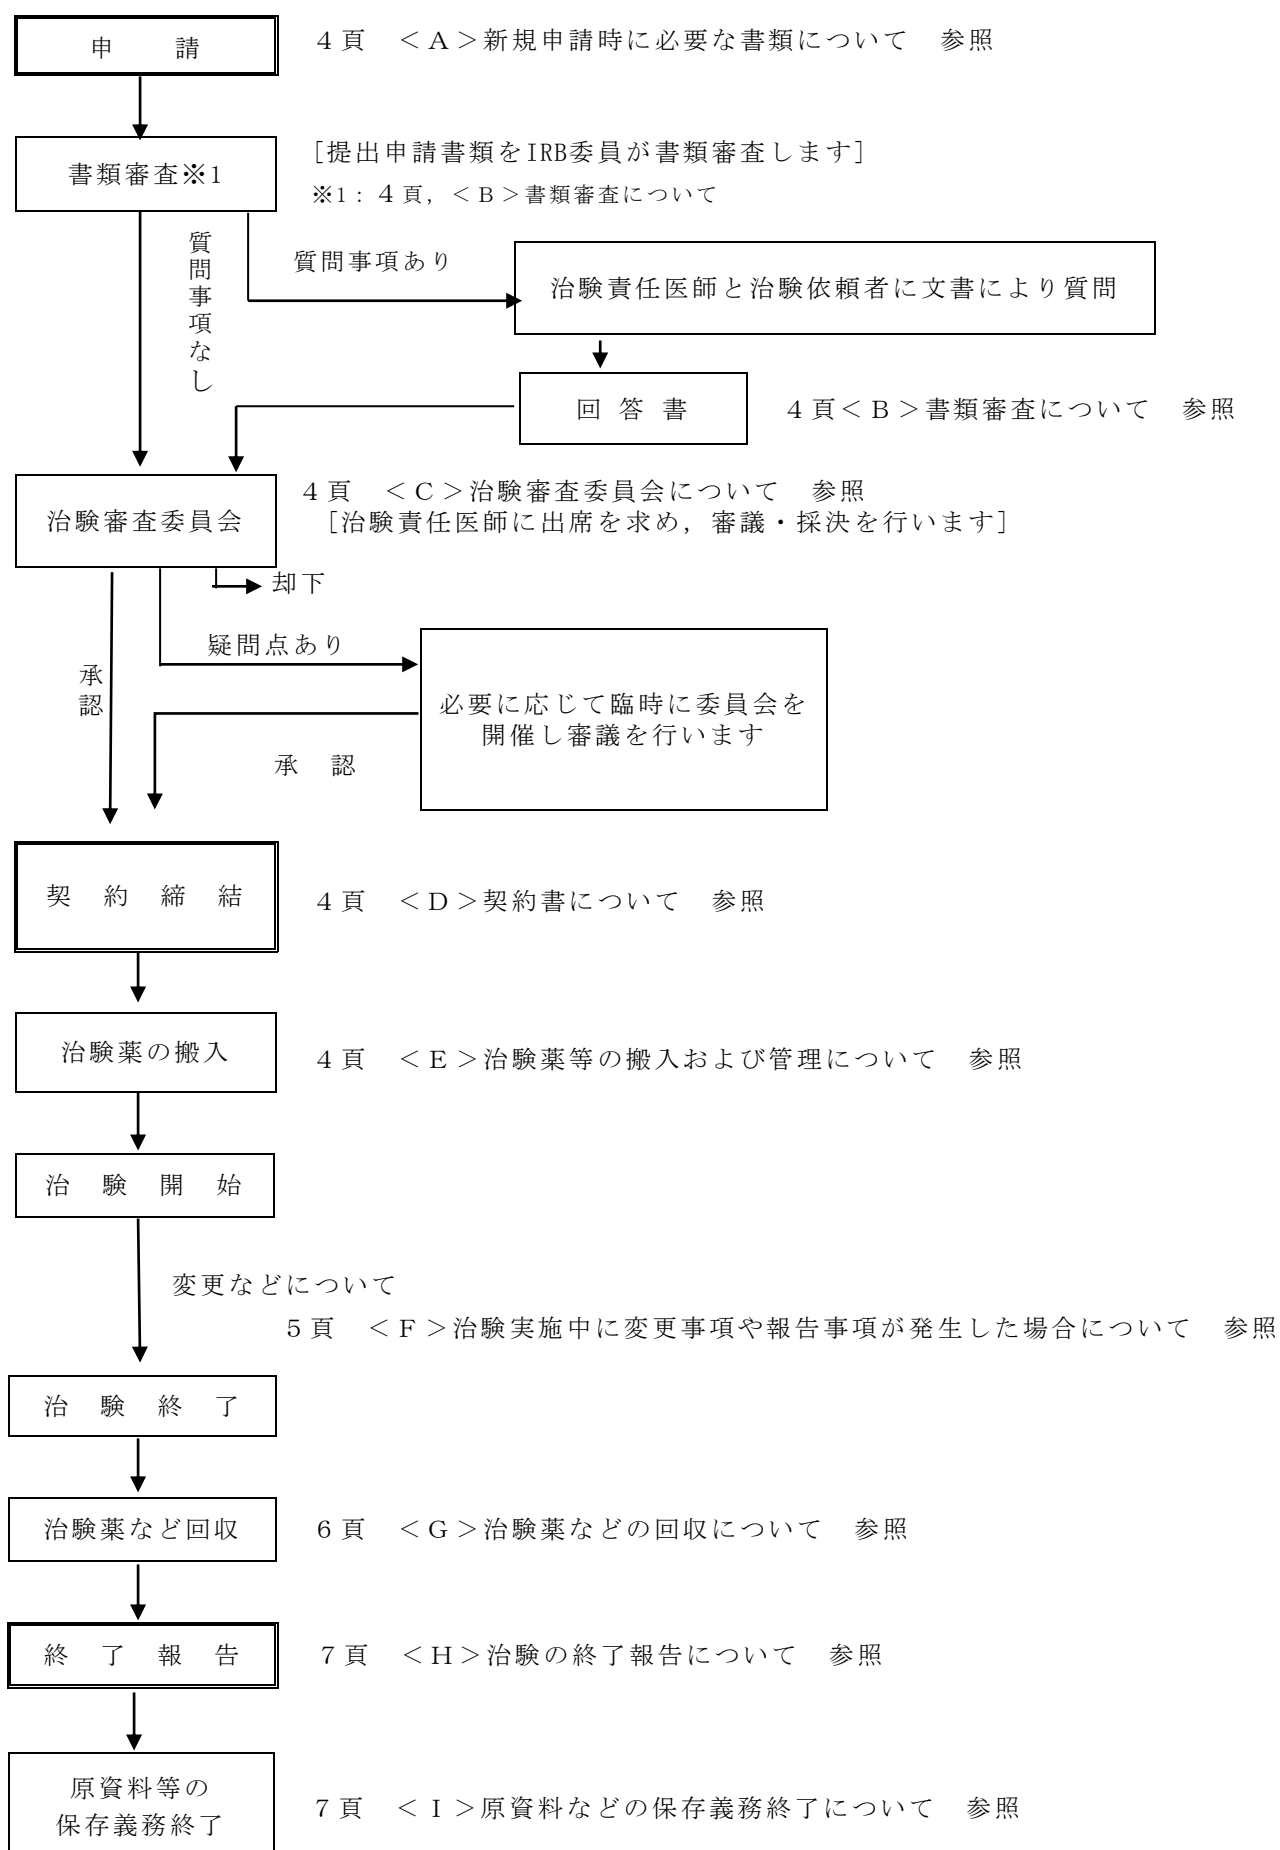 申　　請
４頁　＜Ａ＞新規申請時に必要な書類について　参照
書類審査※1
［提出申請書類をIRB委員が書類審査します］
※1：４頁，＜Ｂ＞書類審査について
質問事項なし
質問事項あり
治験責任医師と治験依頼者に文書により質問
回 答 書
４頁＜Ｂ＞書類審査について　参照
治験審査委員会
４頁　＜Ｃ＞治験審査委員会について　参照
［治験責任医師に出席を求め，審議・採決を行います］
却下
疑問点あり
承認
必要に応じて臨時に委員会を
開催し審議を行います
承　認
契　約　締　結
４頁　＜Ｄ＞契約書について　参照
治験薬の搬入
４頁　＜Ｅ＞治験薬等の搬入および管理について　参照
治　験　開　始
変更などについて
５頁　＜Ｆ＞治験実施中に変更事項や報告事項が発生した場合について　参照
治　験　終　了
治験薬など回収
６頁　＜Ｇ＞治験薬などの回収について　参照
終　了　報　告
７頁　＜Ｈ＞治験の終了報告について　参照
原資料等の
保存義務終了
７頁　＜Ｉ＞原資料などの保存義務終了について　参照